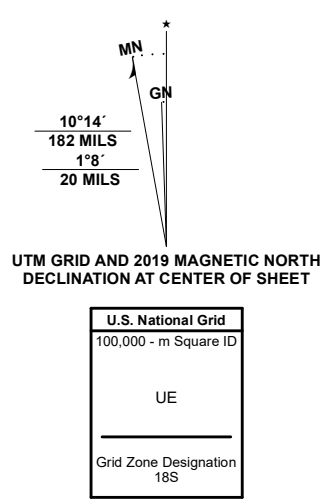 MN
GN
10°14´
182 MILS
1°8´
20 MILS
UTM GRID AND 2019 MAGNETIC NORTH
DECLINATION AT CENTER OF SHEET
U.S. National Grid
100,000 - m Square ID
UE
Grid Zone Designation
18S